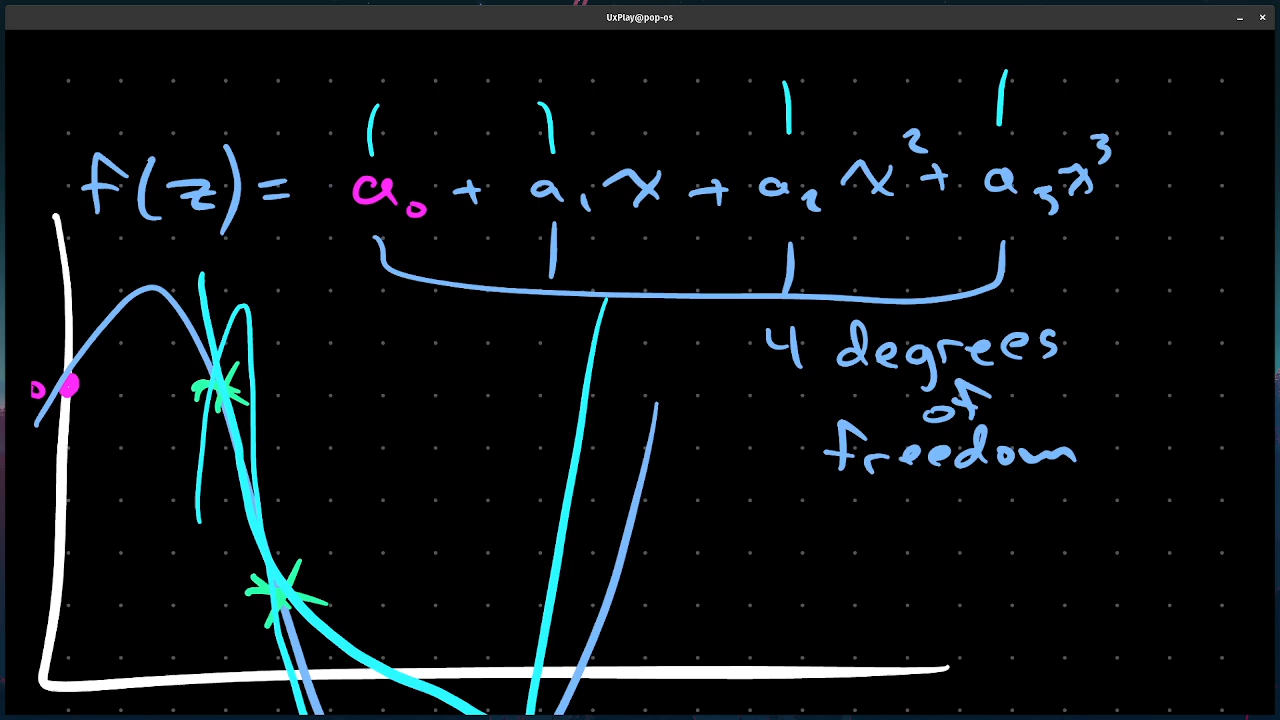 UxPlay@pop-os
f(z) = a₀ + a₁x + a₂x² + a₃x³
4 degrees
of
freedom